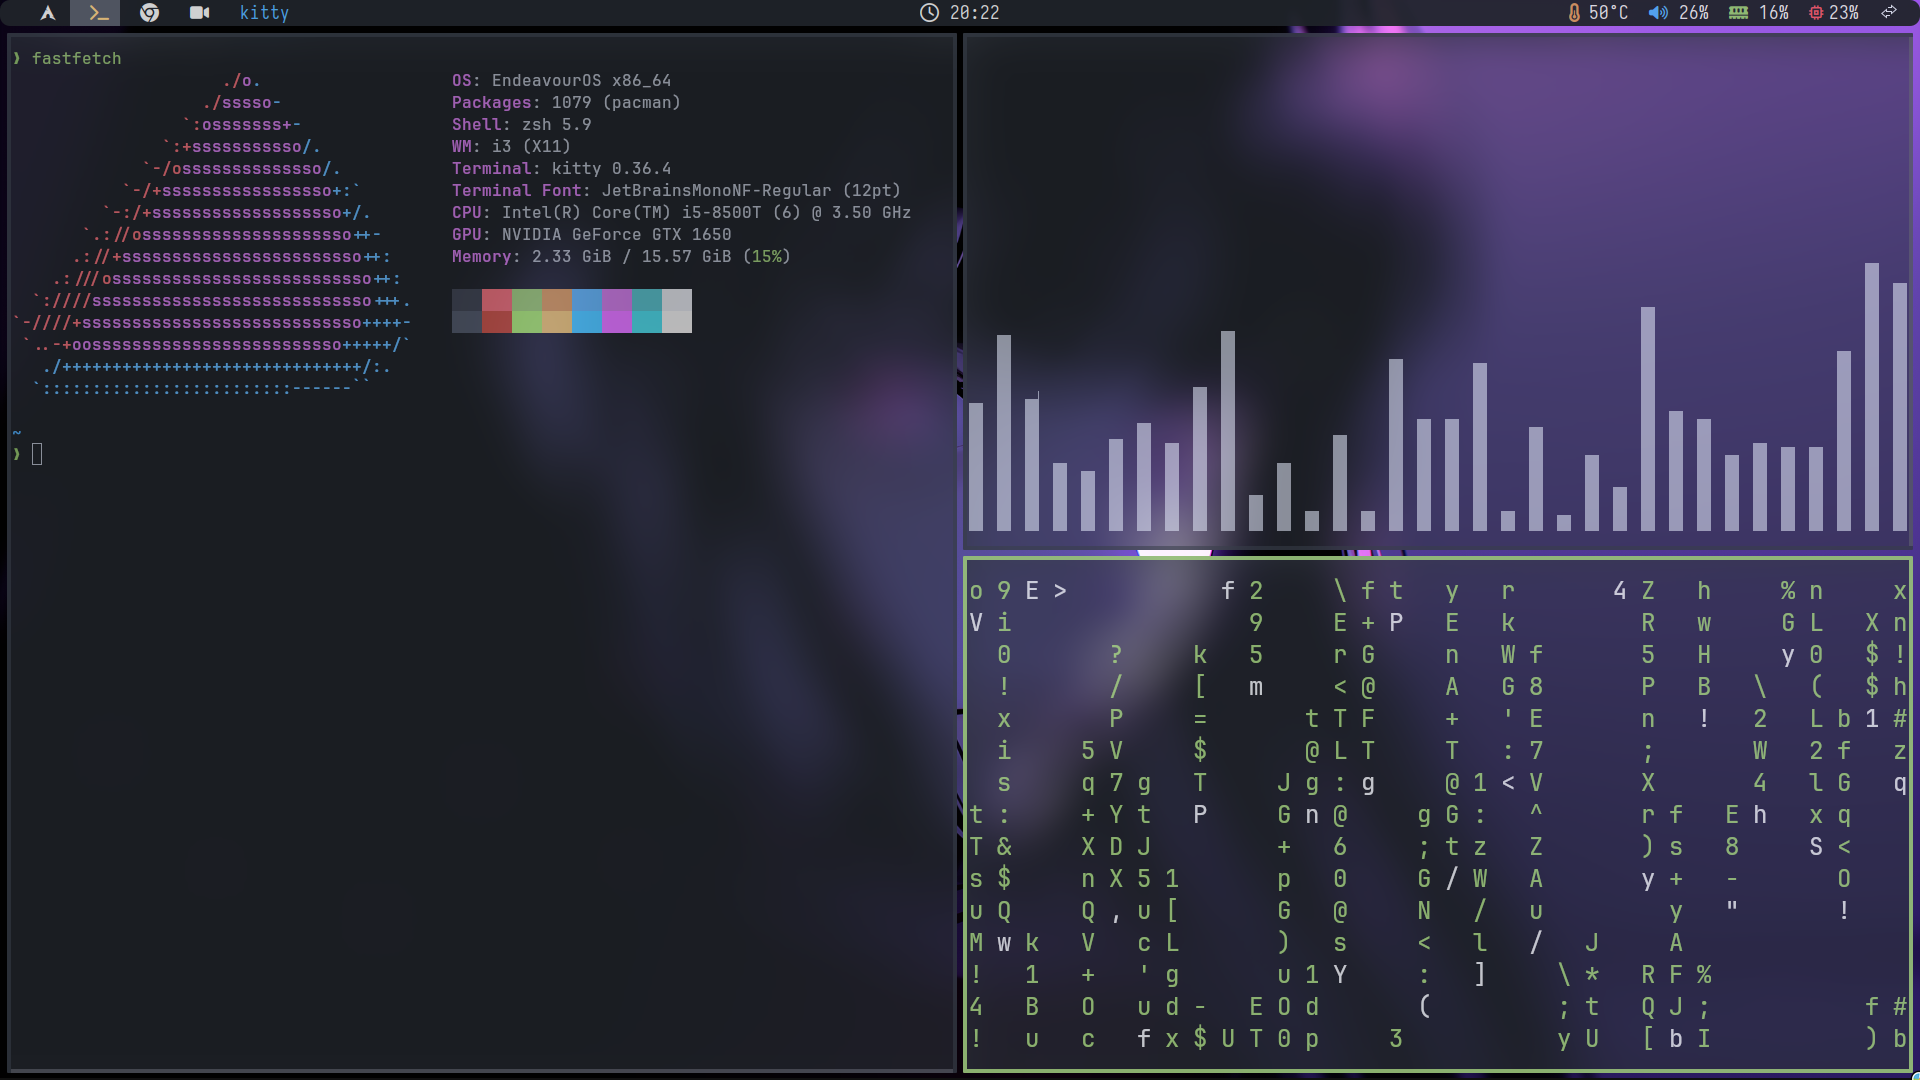 kitty
20:22
50°C 26% 16% 23%
❫ fastfetch
./o.
./sssso-
`:osssssss+-
`:+sssssssssso/.
`-/ossssssssssssso/.
`-/+sssssssssssssssso+:`
`-:/+sssssssssssssssssso+/.
`.://osssssssssssssssssssso++-
.://+ssssssssssssssssssssssso++:
.:///ossssssssssssssssssssssssso++:
`:////ssssssssssssssssssssssssssso+++.
`-////+ssssssssssssssssssssssssssso++++-
`..-+oosssssssssssssssssssssssso+++++/`
./++++++++++++++++++++++++++++++/:.
`:::::::::::::::::::::::::------``
OS: EndeavourOS x86_64
Packages: 1079 (pacman)
Shell: zsh 5.9
WM: i3 (X11)
Terminal: kitty 0.36.4
Terminal Font: JetBrainsMonoNF-Regular (12pt)
CPU: Intel(R) Core(TM) i5-8500T (6) @ 3.50 GHz
GPU: NVIDIA GeForce GTX 1650
Memory: 2.33 GiB / 15.57 GiB (15%)
~
❫
o 9 E > f 2 \ f t y r 4 Z h % n x
V i 9 E + P E k R w G L X n
0 ? k 5 r G n W f 5 H y 0 $ !
! / [ m < @ A G 8 P B \ ( $ h
x P = t T F + ' E n ! 2 L b 1 #
i 5 V $ @ L T T : 7 ; W 2 f z
s q 7 g T J g : g @ 1 < V X 4 l G q
t : + Y t P G n @ g G : ^ r f E h x q
T & X D J + 6 ; t z Z ) s 8 S <
s $ n X 5 1 p 0 G / W A y + - O
u Q Q , u [ G @ N / u y " !
M w k V c L ) s < l / J A
! 1 + ' g u 1 Y : ] \ * R F %
4 B O u d - E O d ( ; t Q J ; f #
! u c f x $ U T 0 p 3 y U [ b I ) b